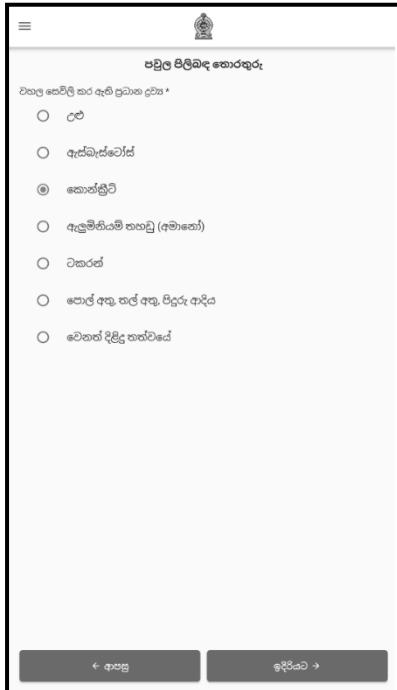 පවුල පිලිබඳ තොරතුරු
වහල සෙවිලි කර ඇති ප්‍රධාන ද්‍රව්‍ය *
උළු
ඇස්බැස්ටෝස්
කොන්ක්‍රීට්
ඇලුමිනියම් තහඩු (අමානෝ)
ටකරන්
පොල් අතු, තල් අතු, පිදුරු ආදිය
වෙනත් දිළිඳු තත්වයේ
← ආපසු
ඉදිරියට →